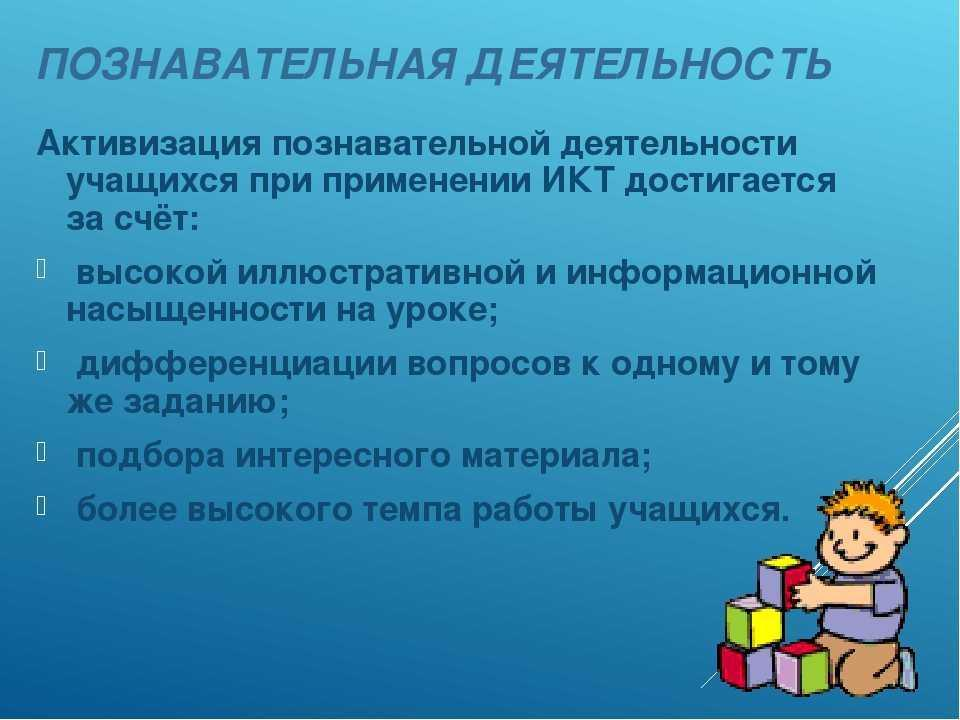 ПОЗНАВАТЕЛЬНАЯ ДЕЯТЕЛЬНОСТЬ
Активизация познавательной деятельности
учащихся при применении ИКТ достигается
за счёт:
высокой иллюстративной и информационной
насыщенности на уроке;
дифференциации вопросов к одному и тому
же заданию;
подбора интересного материала;
более высокого темпа работы учащихся.